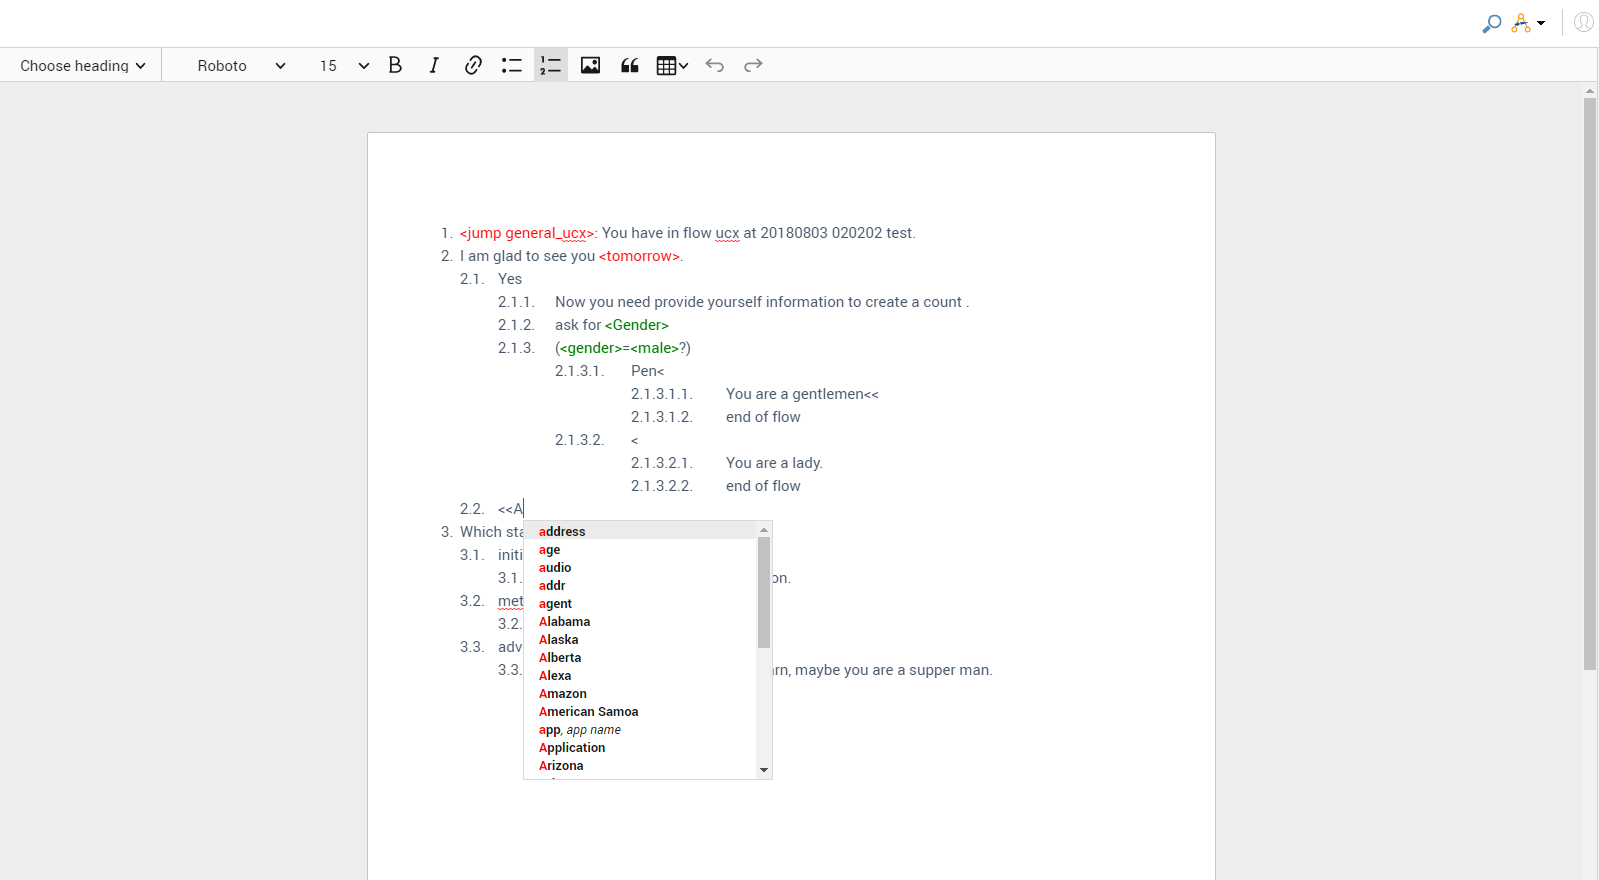 Choose heading Roboto 15 B I
1. <jump general_ucx>: You have in flow ucx at 20180803 020202 test.
2. I am glad to see you <tomorrow>.
2.1. Yes
2.1.1. Now you need provide yourself information to create a count .
2.1.2. ask for <Gender>
2.1.3. (<gender>=<male>?)
2.1.3.1. Pen<
2.1.3.1.1. You are a gentlemen<<
2.1.3.1.2. end of flow
2.1.3.2. <
2.1.3.2.1. You are a lady.
2.1.3.2.2. end of flow
2.2. <<A
3. Which sta
3.1. initi
3.1. on.
3.2. met
3.2.
3.3. adv
3.3. rn, maybe you are a supper man.
address
age
audio
addr
agent
Alabama
Alaska
Alberta
Alexa
Amazon
American Samoa
app, app name
Application
Arizona